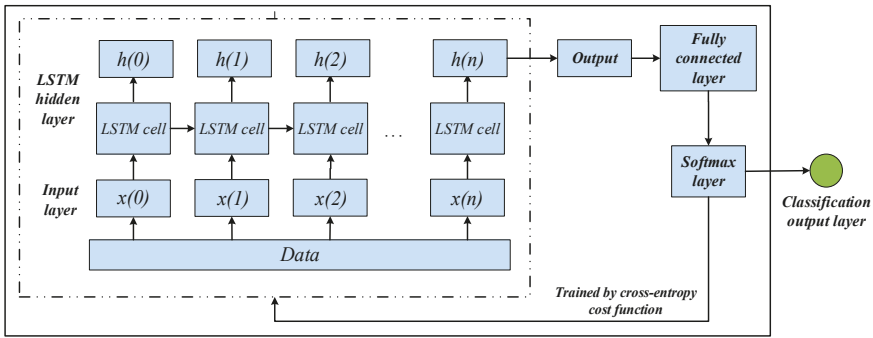 h(0) h(1) h(2) h(n) Output Fully
connected
layer
LSTM
hidden
layer
LSTM cell LSTM cell LSTM cell ... LSTM cell
Softmax
layer
Input
layer
x(0) x(1) x(2) x(n)
Classification
output layer
Data
Trained by cross-entropy
cost function